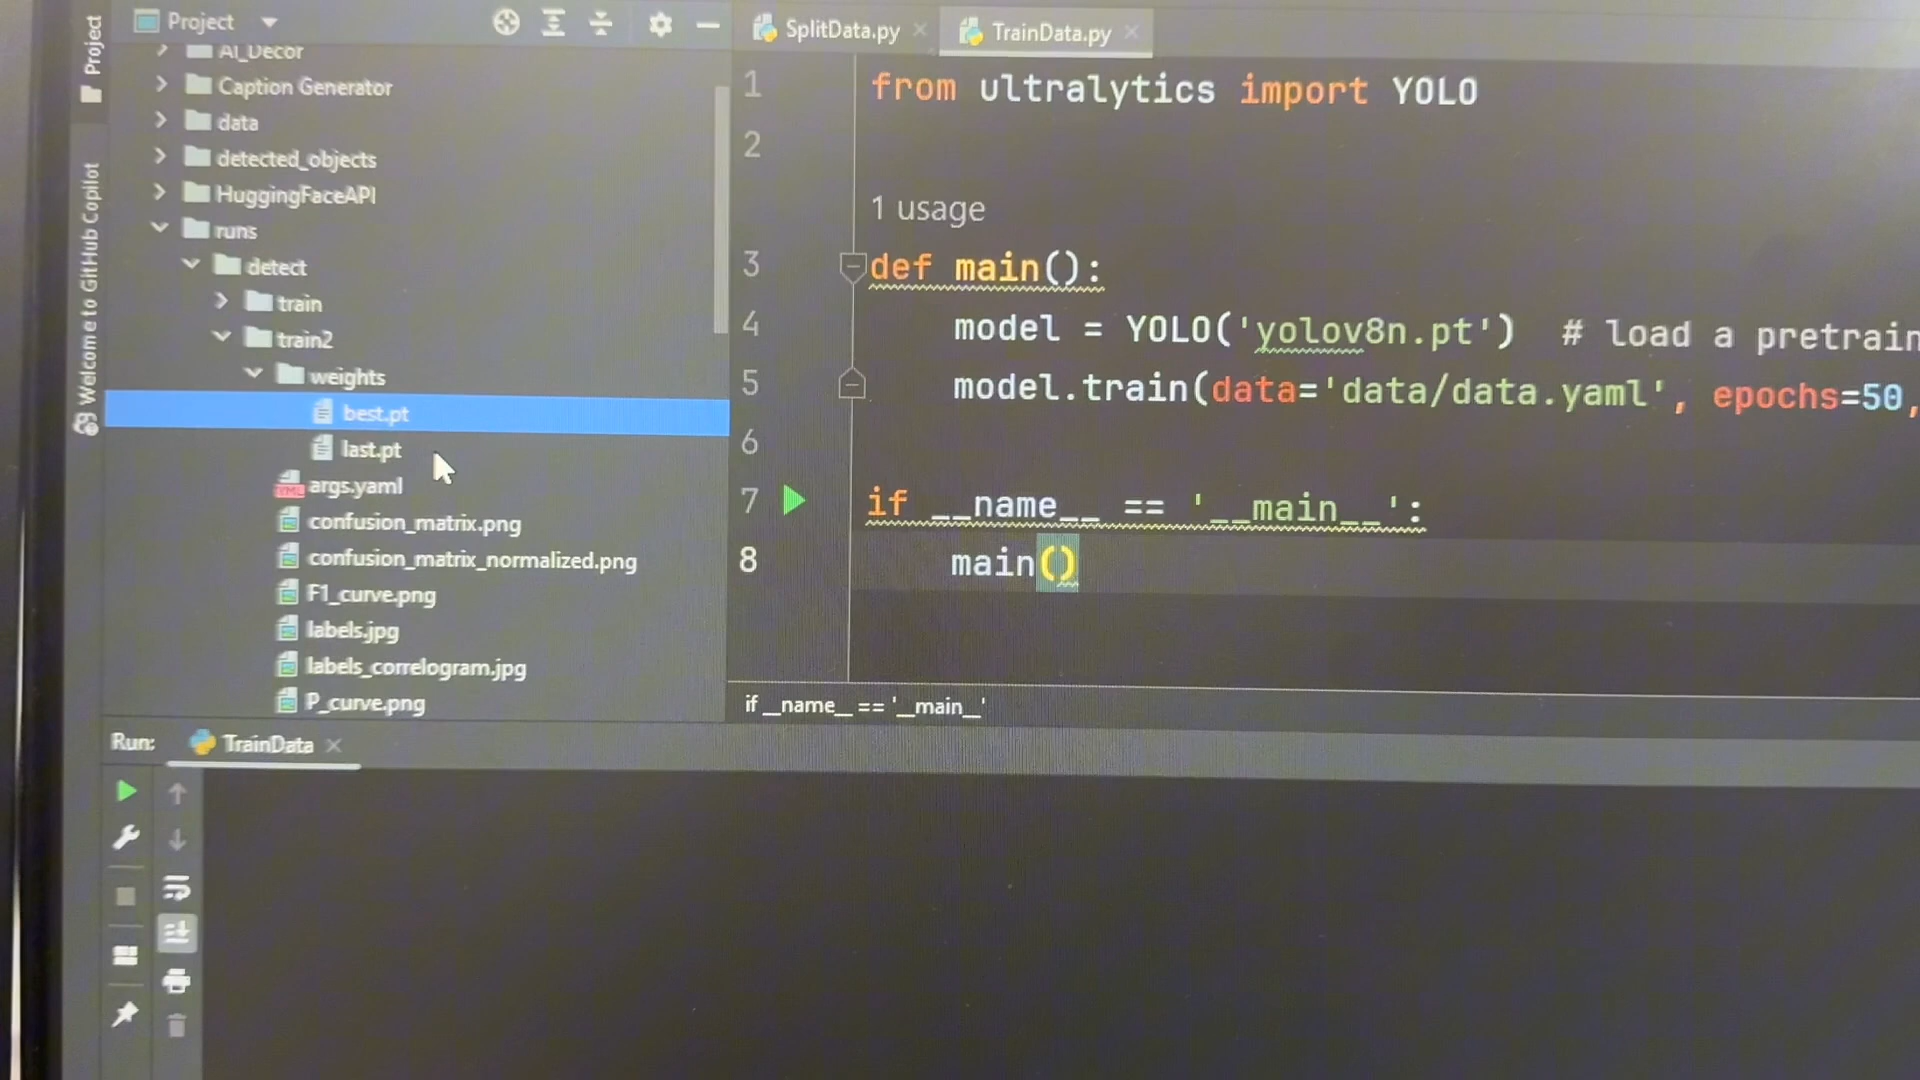 Project
Project
Welcome to GitHub Copilot
AI_Decor
Caption Generator
data
detected_objects
HuggingFaceAPI
runs
detect
train
train2
weights
best.pt
last.pt
args.yaml
confusion_matrix.png
confusion_matrix_normalized.png
F1_curve.png
labels.jpg
labels_correlogram.jpg
P_curve.png
SplitData.py
TrainData.py
1 from ultralytics import YOLO
2
1 usage
3 def main():
4 model = YOLO('yolov8n.pt') # load a pretrain
5 model.train(data='data/data.yaml', epochs=50,
6
7 if __name__ == '__main__':
8 main()
if __name__ == '__main__'
Run: TrainData